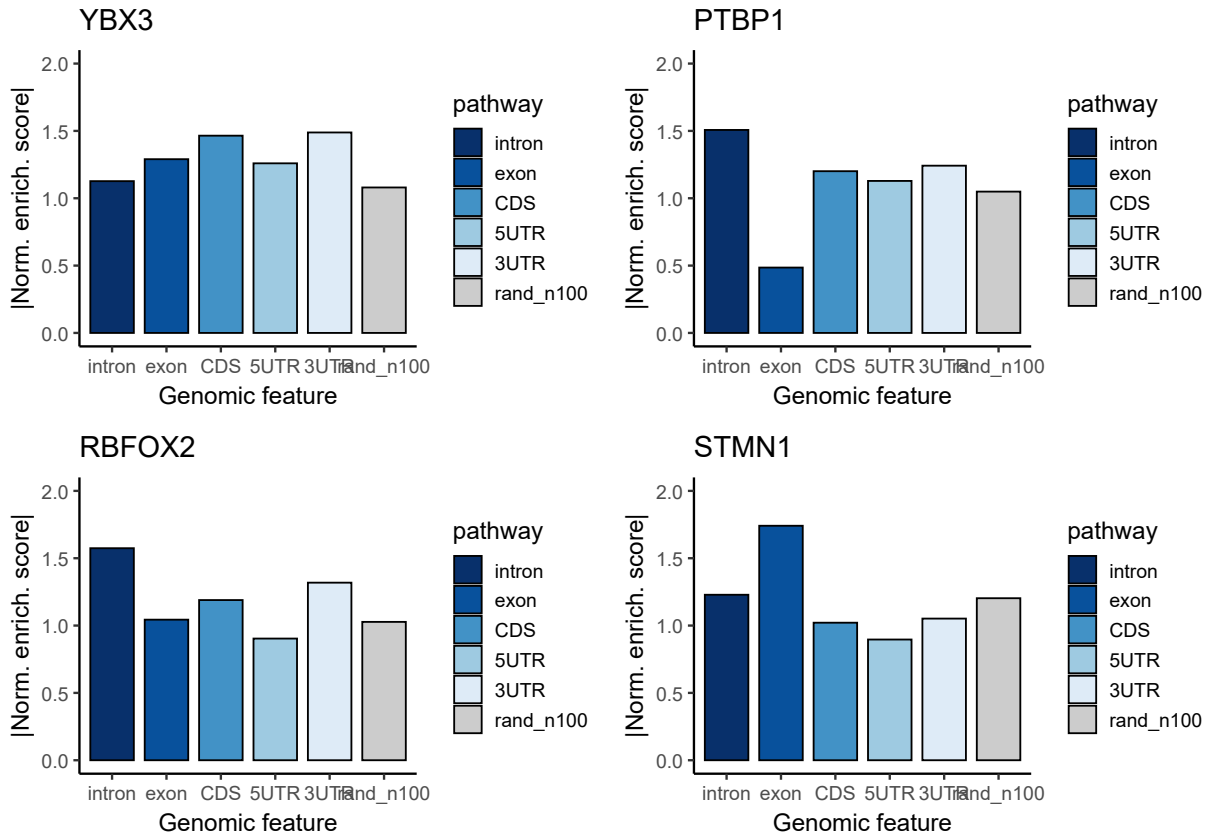 YBX3
|Norm. enrich. score|
2.0
1.5
1.0
0.5
0.0
intron exon CDS 5UTR 3UTR rand_n100
Genomic feature
pathway
intron
exon
CDS
5UTR
3UTR
rand_n100
PTBP1
|Norm. enrich. score|
2.0
1.5
1.0
0.5
0.0
intron exon CDS 5UTR 3UTR rand_n100
Genomic feature
pathway
intron
exon
CDS
5UTR
3UTR
rand_n100
RBFOX2
|Norm. enrich. score|
2.0
1.5
1.0
0.5
0.0
intron exon CDS 5UTR 3UTR rand_n100
Genomic feature
pathway
intron
exon
CDS
5UTR
3UTR
rand_n100
STMN1
|Norm. enrich. score|
2.0
1.5
1.0
0.5
0.0
intron exon CDS 5UTR 3UTR rand_n100
Genomic feature
pathway
intron
exon
CDS
5UTR
3UTR
rand_n100